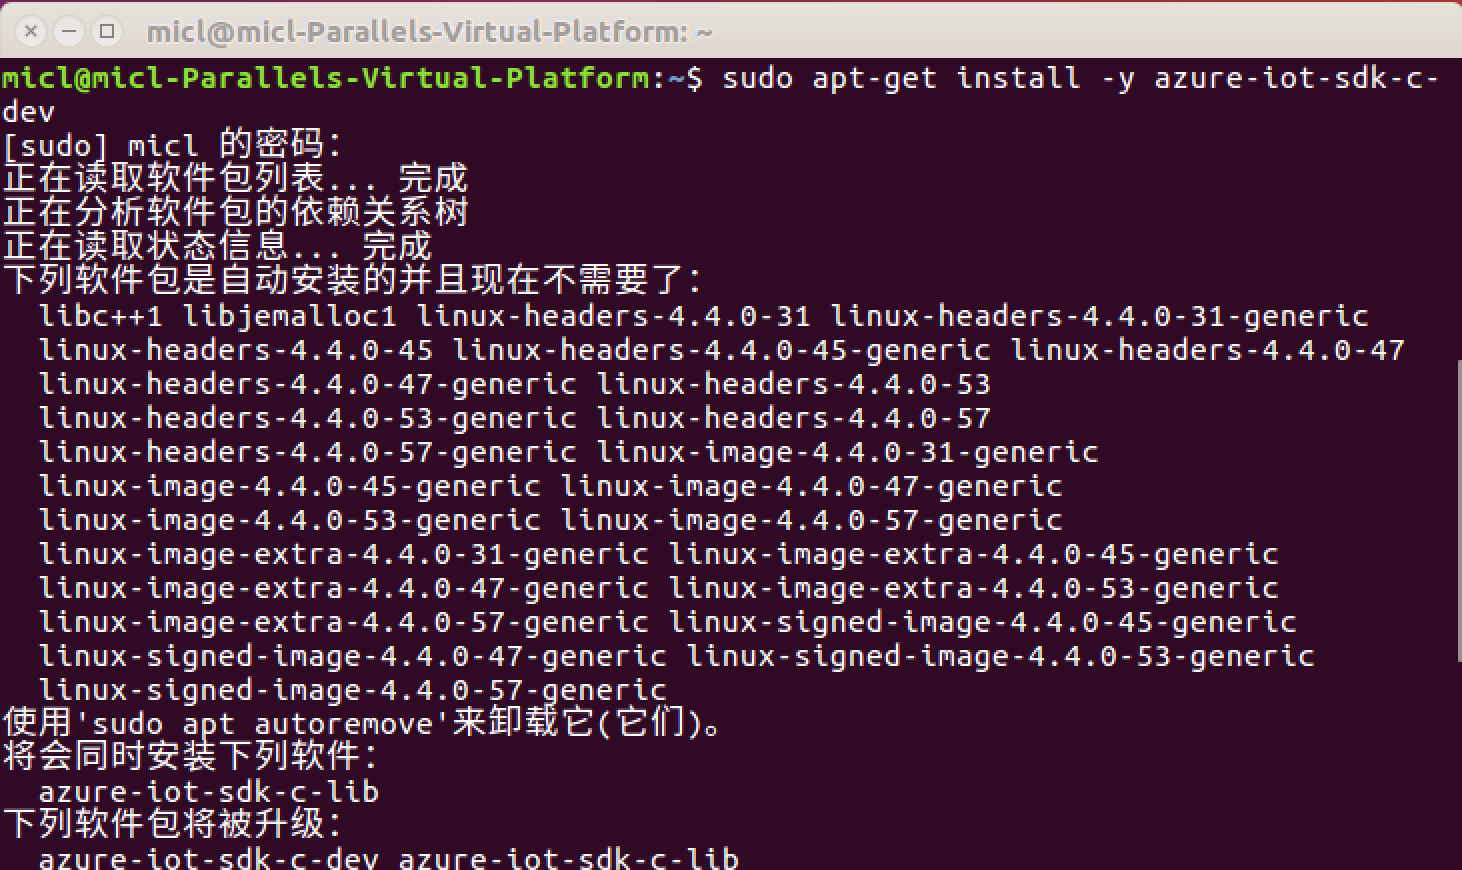 micl@micl-Parallels-Virtual-Platform: ~
micl@micl-Parallels-Virtual-Platform:~$ sudo apt-get install -y azure-iot-sdk-c-
dev
[sudo] micl 的密码：
正在读取软件包列表... 完成
正在分析软件包的依赖关系树
正在读取状态信息... 完成
下列软件包是自动安装的并且现在不需要了：
  libc++1 libjemalloc1 linux-headers-4.4.0-31 linux-headers-4.4.0-31-generic
  linux-headers-4.4.0-45 linux-headers-4.4.0-45-generic linux-headers-4.4.0-47
  linux-headers-4.4.0-47-generic linux-headers-4.4.0-53
  linux-headers-4.4.0-53-generic linux-headers-4.4.0-57
  linux-headers-4.4.0-57-generic linux-image-4.4.0-31-generic
  linux-image-4.4.0-45-generic linux-image-4.4.0-47-generic
  linux-image-4.4.0-53-generic linux-image-4.4.0-57-generic
  linux-image-extra-4.4.0-31-generic linux-image-extra-4.4.0-45-generic
  linux-image-extra-4.4.0-47-generic linux-image-extra-4.4.0-53-generic
  linux-image-extra-4.4.0-57-generic linux-signed-image-4.4.0-45-generic
  linux-signed-image-4.4.0-47-generic linux-signed-image-4.4.0-53-generic
  linux-signed-image-4.4.0-57-generic
使用'sudo apt autoremove'来卸载它(它们)。
将会同时安装下列软件：
  azure-iot-sdk-c-lib
下列软件包将被升级：
  azure-iot-sdk-c-dev azure-iot-sdk-c-lib